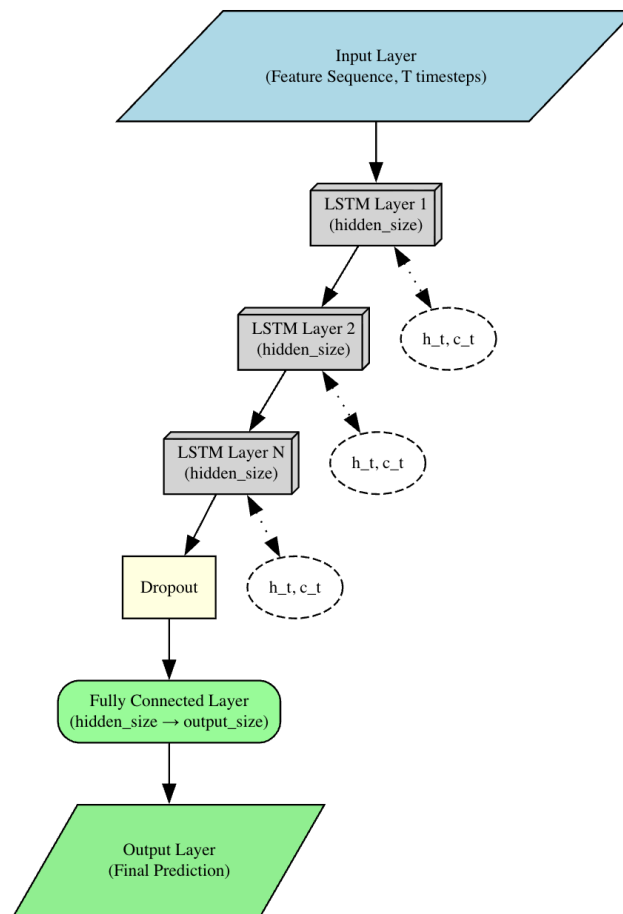 Input Layer
(Feature Sequence, T timesteps)
LSTM Layer 1
(hidden_size)
LSTM Layer 2
(hidden_size)
h_t, c_t
LSTM Layer N
(hidden_size)
h_t, c_t
Dropout
h_t, c_t
Fully Connected Layer
(hidden_size → output_size)
Output Layer
(Final Prediction)